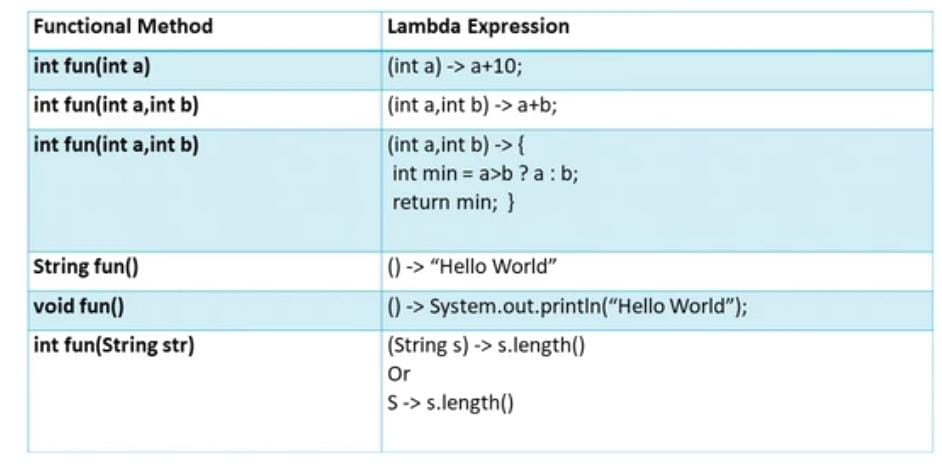 Functional Method Lambda Expression
int fun(int a) (int a) -> a+10;
int fun(int a,int b) (int a,int b) -> a+b;
int fun(int a,int b) (int a,int b) -> {
int min = a>b ? a : b;
return min; }
String fun() () -> “Hello World”
void fun() () -> System.out.println(“Hello World”);
int fun(String str) (String s) -> s.length()
Or
S -> s.length()